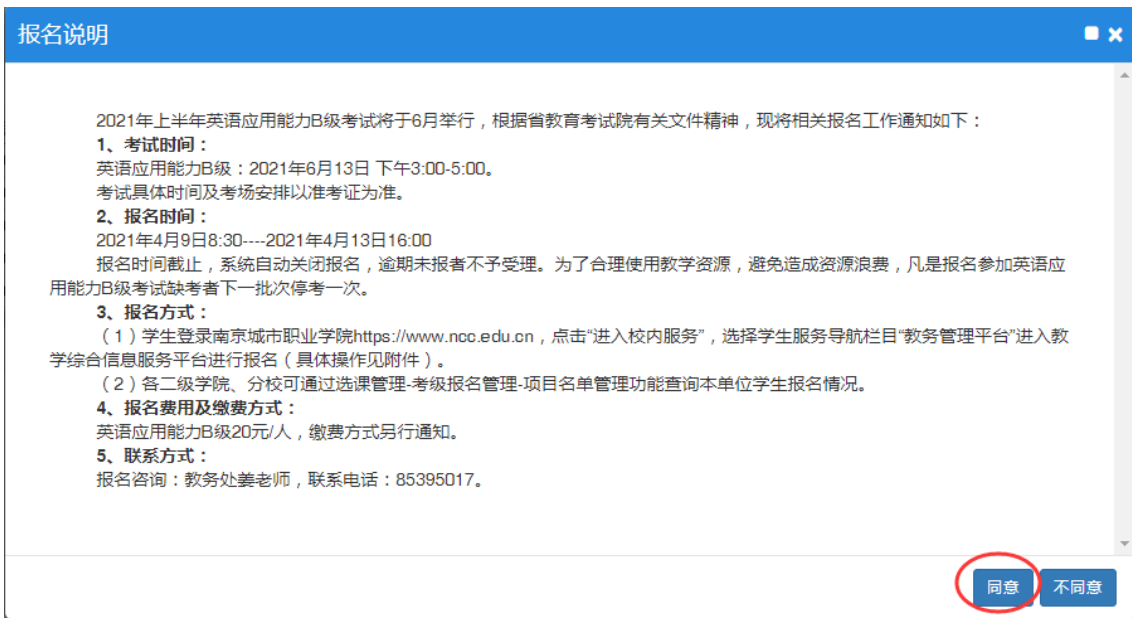 报名说明
2021年上半年英语应用能力B级考试将于6月举行，根据省教育考试院有关文件精神，现将相关报名工作通知如下：
1、考试时间：
英语应用能力B级：2021年6月13日 下午3:00-5:00。
考试具体时间及考场安排以准考证为准。
2、报名时间：
2021年4月9日8:30----2021年4月13日16:00
报名时间截止，系统自动关闭报名，逾期未报者不予受理。为了合理使用教学资源，避免造成资源浪费，凡是报名参加英语应
用能力B级考试缺考者下一批次停考一次。
3、报名方式：
（1）学生登录南京城市职业学院https://www.ncc.edu.cn，点击“进入校内服务”，选择学生服务导航栏目“教务管理平台”进入教
学综合信息服务平台进行报名（具体操作见附件）。
（2）各二级学院、分校可通过选课管理-考级报名管理-项目名单管理功能查询本单位学生报名情况。
4、报名费用及缴费方式：
英语应用能力B级20元/人，缴费方式另行通知。
5、联系方式：
报名咨询：教务处姜老师，联系电话：85395017。
同意 不同意